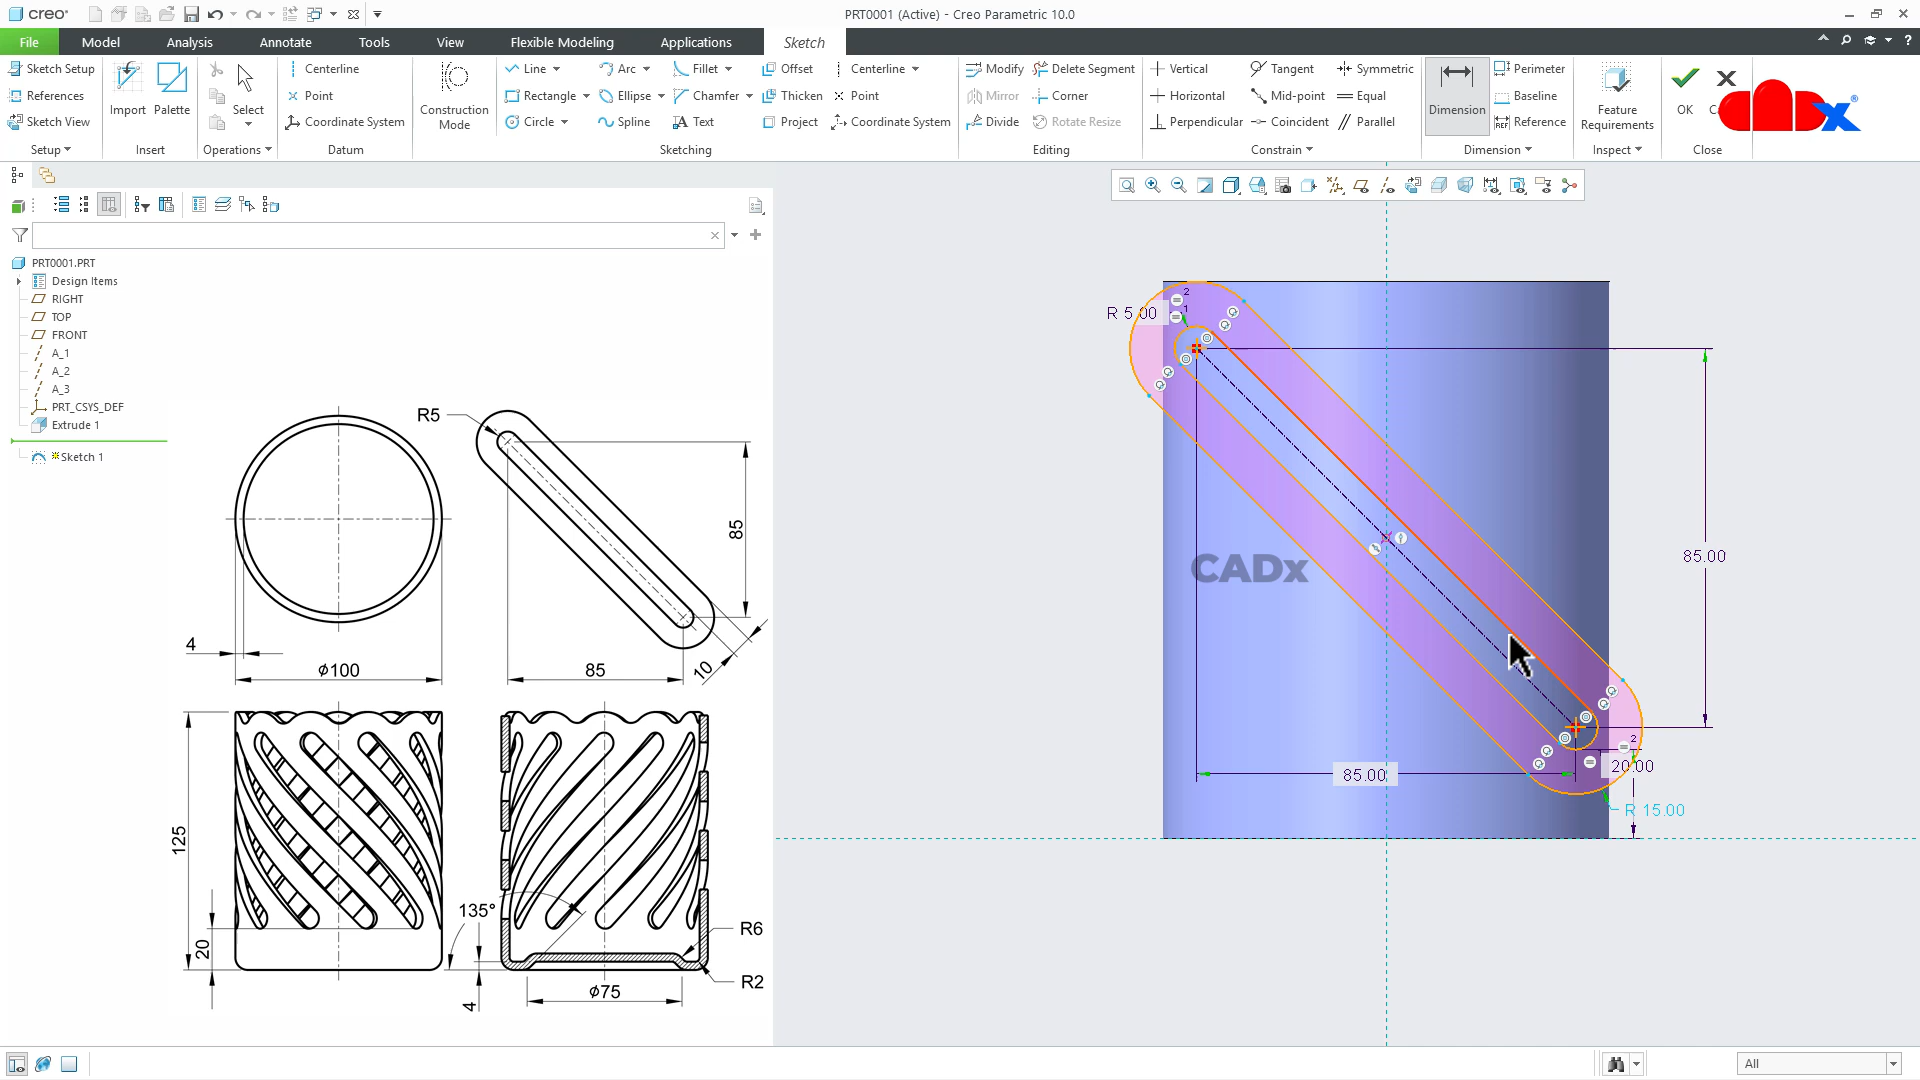 creo®
PRT0001 (Active) - Creo Parametric 10.0
File Model Analysis Annotate Tools View Flexible Modeling Applications Sketch
Sketch Setup
References
Sketch View
Setup
Import Palette
Insert
Select
Operations
Centerline
Point
Coordinate System
Datum
Construction
Mode
Line Arc Fillet Offset Centerline
Rectangle Ellipse Chamfer Thicken Point
Circle Spline Text Project Coordinate System
Sketching
Modify Delete Segment
Mirror Corner
Divide Rotate Resize
Editing
Vertical Tangent Symmetric
Horizontal Mid-point Equal
Perpendicular Coincident Parallel
Constrain
Dimension
Perimeter
Baseline
Reference
Dimension
Feature
Requirements
Inspect
OK
Close
CADx®
PRT0001.PRT
Design Items
RIGHT
TOP
FRONT
A_1
A_2
A_3
PRT_CSYS_DEF
Extrude 1
Sketch 1
R5
85
4
ϕ100
85
10
125
20
135°
R6
R2
4
ϕ75
R 5.00
2
1
85.00
CADx
85.00
2
20.00
R 15.00
All